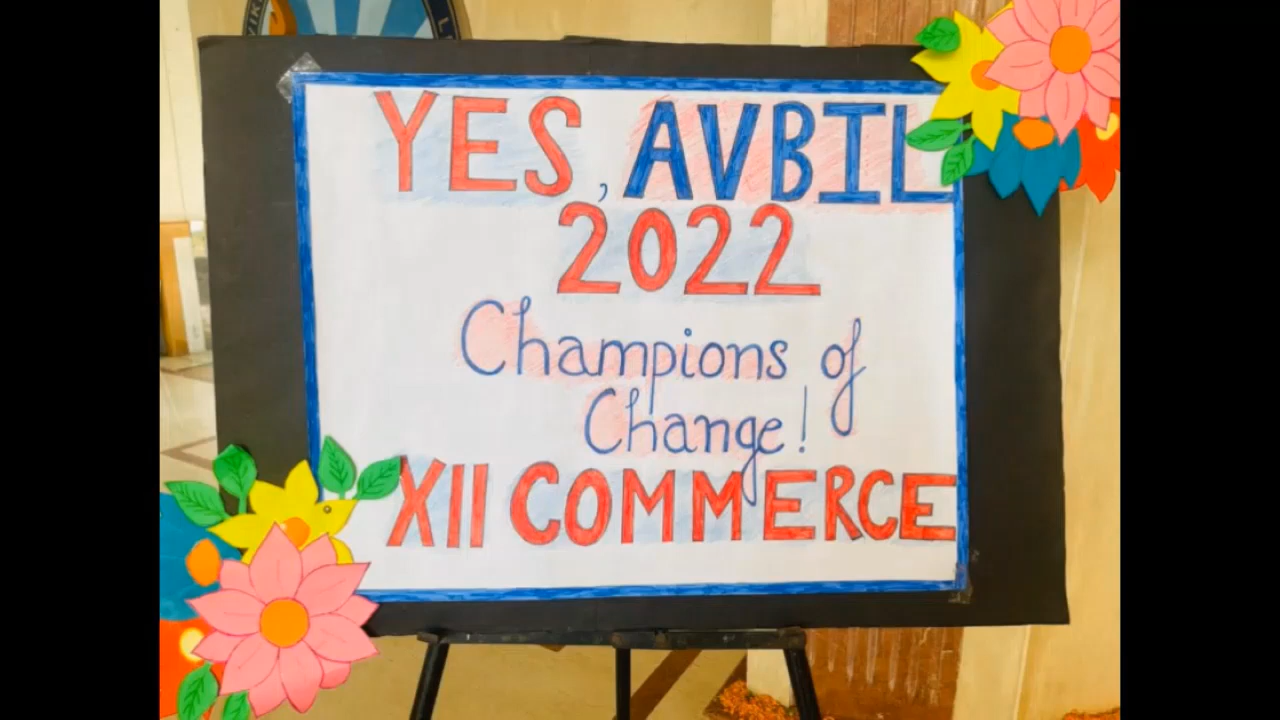 YES, AVBIL
2022
Champions of
Change!
XII COMMERCE